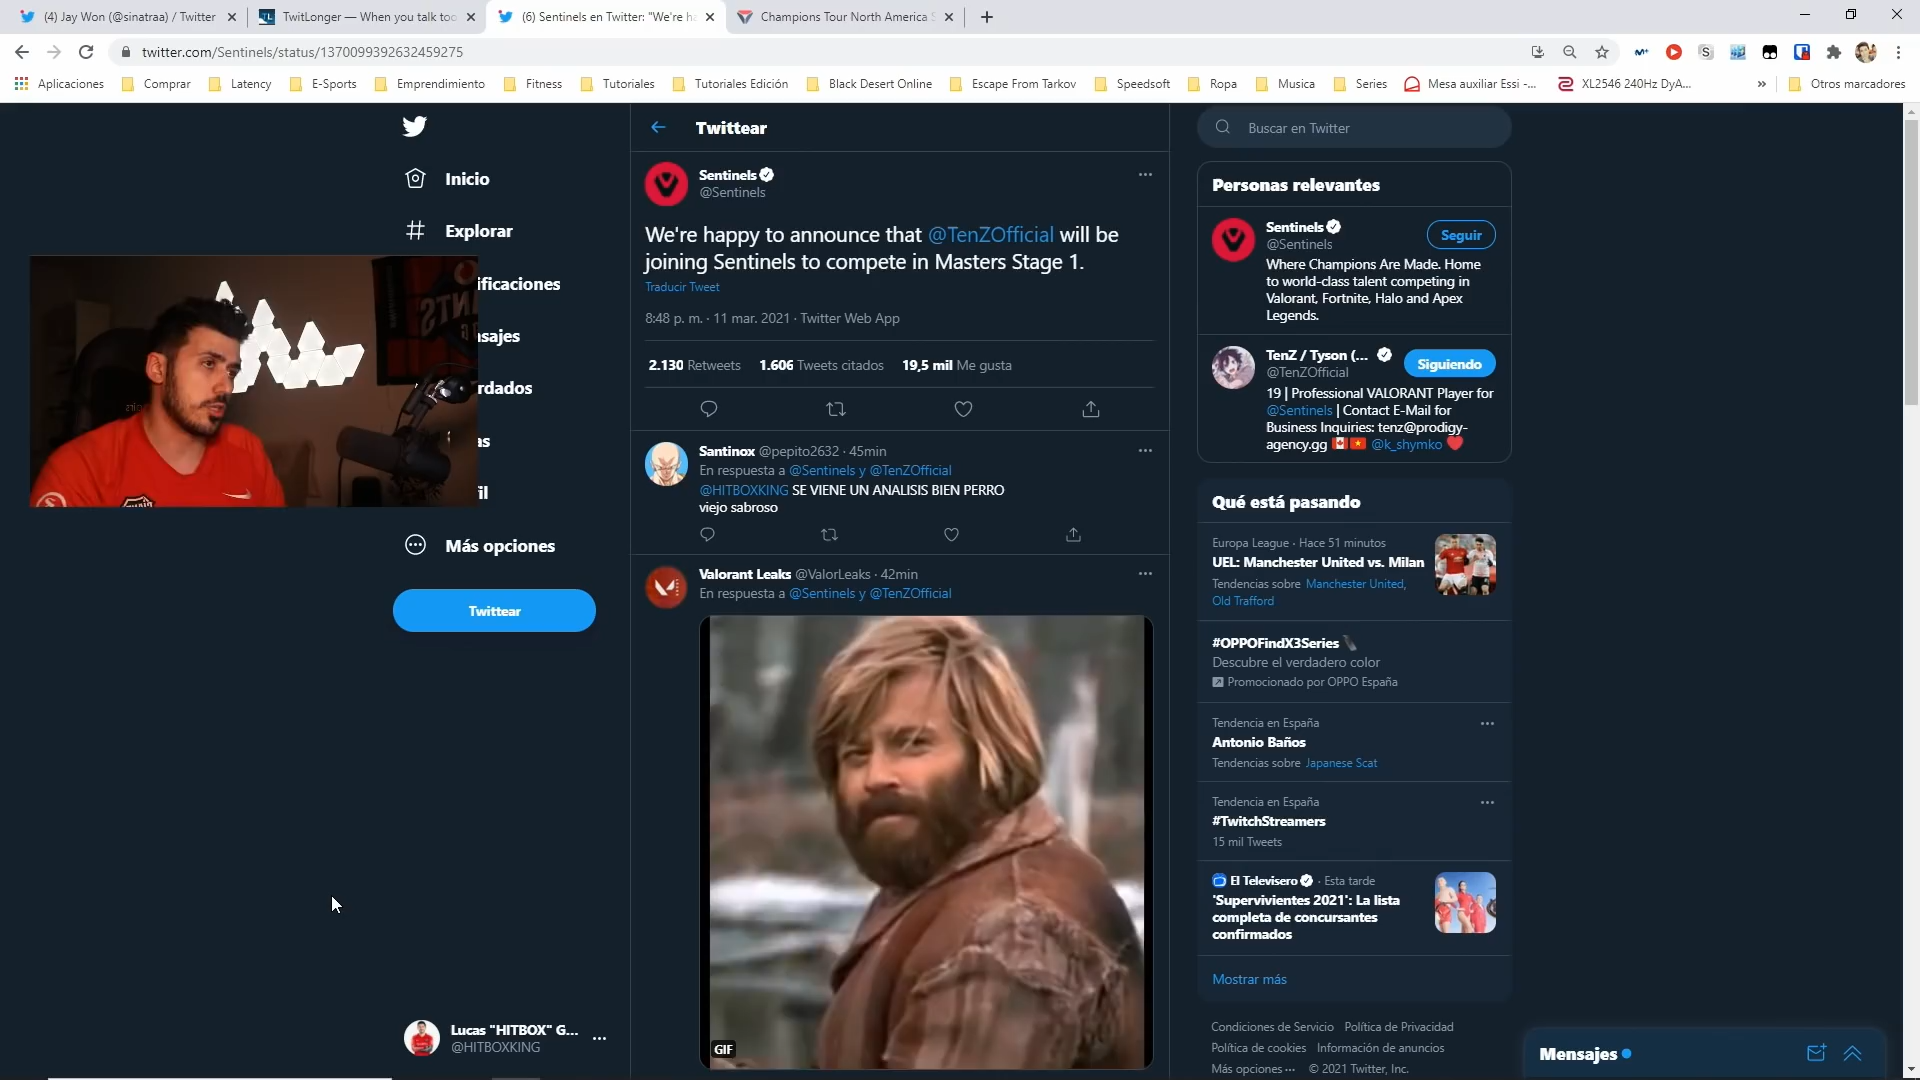 (4) Jay Won (@sinatraa) / Twitter
TwitLonger — When you talk too
(6) Sentinels en Twitter: "We're ha
Champions Tour North America S
twitter.com/Sentinels/status/1370099392632459275
Aplicaciones
Comprar
Latency
E-Sports
Emprendimiento
Fitness
Tutoriales
Tutoriales Edición
Black Desert Online
Escape From Tarkov
Speedsoft
Ropa
Musica
Series
Mesa auxiliar Essi -...
XL2546 240Hz DyA...
»
Otros marcadores
Inicio
Explorar
ificaciones
nsajes
rdados
as
il
Más opciones
Twittear
Lucas "HITBOX" G...
@HITBOXKING
Twittear
Sentinels
@Sentinels
We're happy to announce that @TenZOfficial will be
joining Sentinels to compete in Masters Stage 1.
Traducir Tweet
8:48 p. m. · 11 mar. 2021 · Twitter Web App
2.130 Retweets 1.606 Tweets citados 19,5 mil Me gusta
Santinox @pepito2632 · 45min
En respuesta a @Sentinels y @TenZOfficial
@HITBOXKING SE VIENE UN ANALISIS BIEN PERRO
viejo sabroso
Valorant Leaks @ValorLeaks · 42min
En respuesta a @Sentinels y @TenZOfficial
GIF
Buscar en Twitter
Personas relevantes
Sentinels
@Sentinels
Seguir
Where Champions Are Made. Home
to world-class talent competing in
Valorant, Fortnite, Halo and Apex
Legends.
TenZ / Tyson (...
@TenZOfficial
Siguiendo
19 | Professional VALORANT Player for
@Sentinels | Contact E-Mail for
Business Inquiries: tenz@prodigy-
agency.gg 🇨🇦🇻🇳 @k_shymko ❤️
Qué está pasando
Europa League · Hace 51 minutos
UEL: Manchester United vs. Milan
Tendencias sobre Manchester United,
Old Trafford
#OPPOFindX3Series
Descubre el verdadero color
Promocionado por OPPO España
Tendencia en España
Antonio Baños
Tendencias sobre Japanese Scat
Tendencia en España
#TwitchStreamers
15 mil Tweets
El Televisero · Esta tarde
'Supervivientes 2021': La lista
completa de concursantes
confirmados
Mostrar más
Condiciones de Servicio Política de Privacidad
Política de cookies Información de anuncios
Más opciones ··· © 2021 Twitter, Inc.
Mensajes